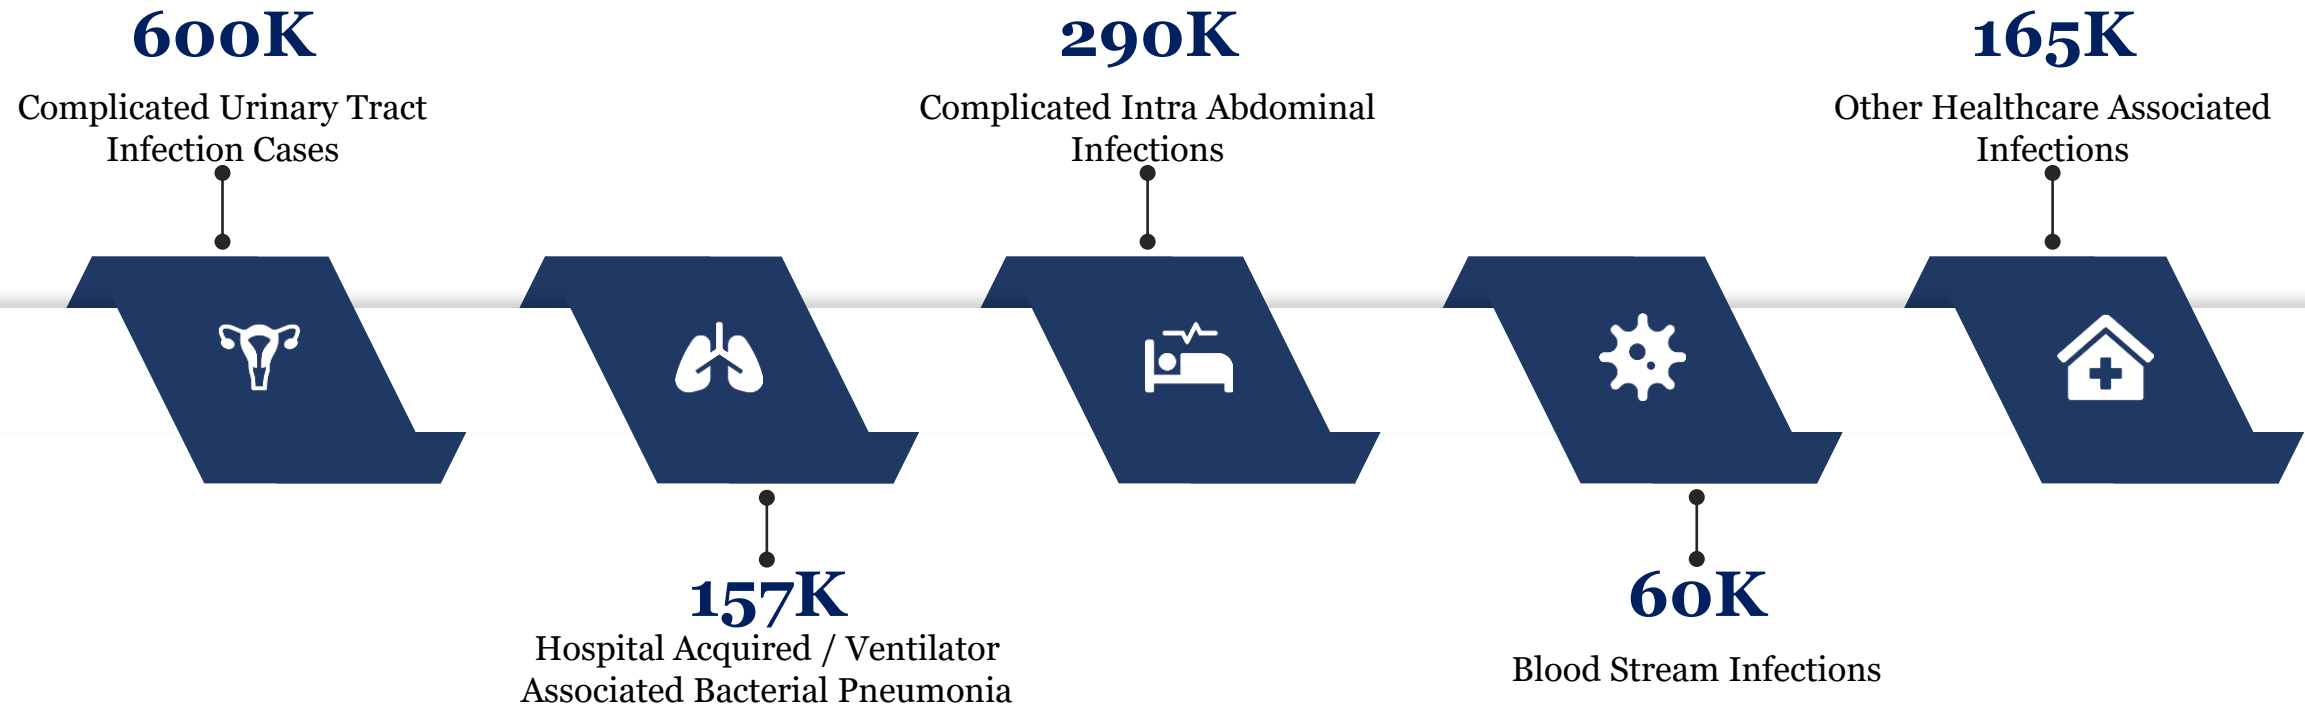 600K
Complicated Urinary Tract
Infection Cases
290K
Complicated Intra Abdominal
Infections
165K
Other Healthcare Associated
Infections
157K
Hospital Acquired / Ventilator
Associated Bacterial Pneumonia
60K
Blood Stream Infections